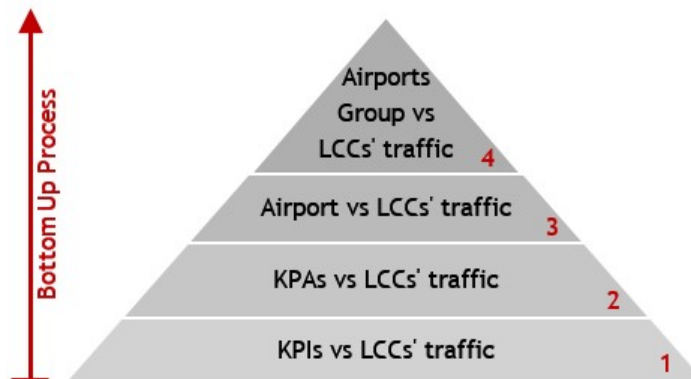 Airports
Group vs
LCCs' traffic
4
Airport vs LCCs' traffic
3
KPAs vs LCCs' traffic
2
KPIs vs LCCs' traffic
1
Bottom Up Process